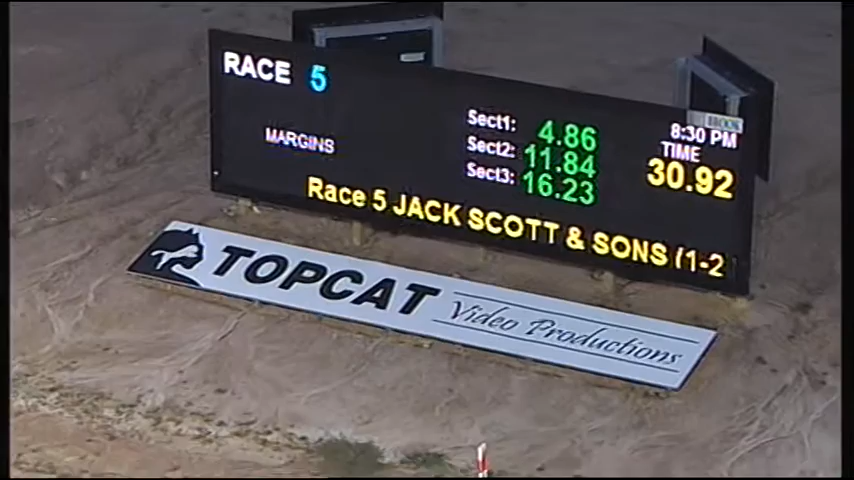 RACE 5
MARGINS
Sect1: 4.86
Sect2: 11.84
Sect3: 16.23
8:30 PM
TIME
30.92
Race 5 JACK SCOTT & SONS (1-2
TOPCAT Video Productions